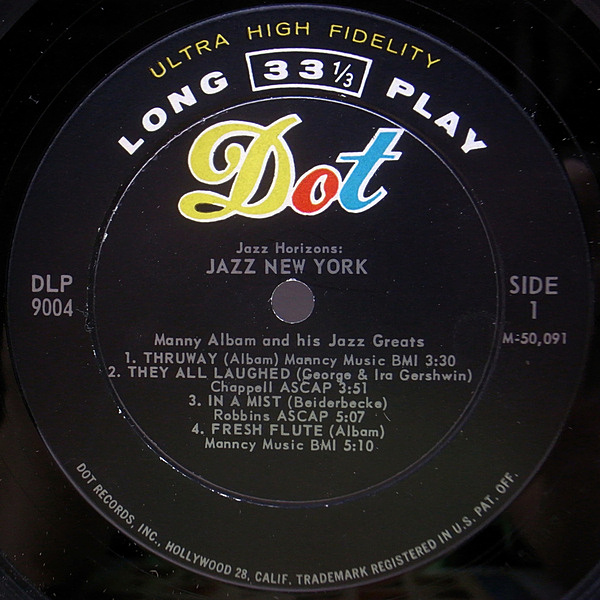 ULTRA HIGH FIDELITY
LONG 33 1/3 PLAY
Dot
Jazz Horizons:
JAZZ NEW YORK
DLP
9004
SIDE
1
M-50,091
Manny Albam and his Jazz Greats
1. THRUWAY (Albam) Manncy Music BMI 3:30
2. THEY ALL LAUGHED (George & Ira Gershwin)
Chappell ASCAP 3:51
3. IN A MIST (Beiderbecke)
Robbins ASCAP 5:07
4. FRESH FLUTE (Albam)
Manncy Music BMI 5:10
DOT RECORDS, INC., HOLLYWOOD 28, CALIF. TRADEMARK REGISTERED IN U.S. PAT. OFF.